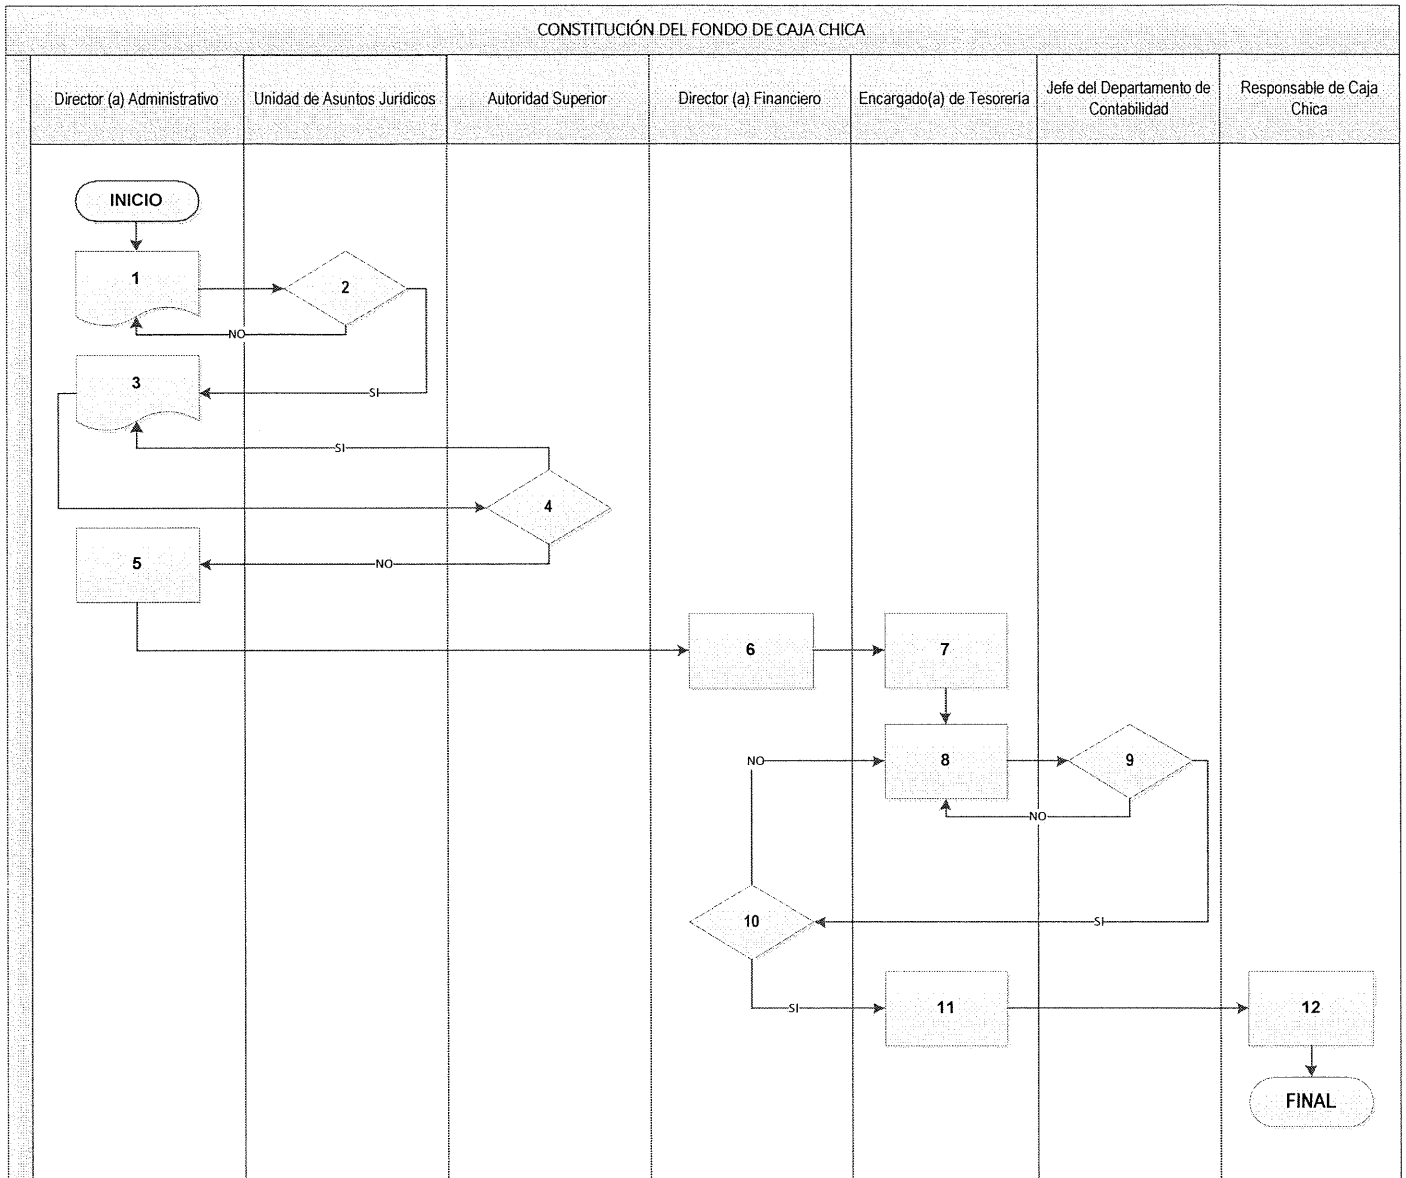 CONSTITUCIÓN DEL FONDO DE CAJA CHICA
Director (a) Administrativo
Unidad de Asuntos Jurídicos
Autoridad Superior
Director (a) Financiero
Encargado(a) de Tesorería
Jefe del Departamento de
Contabilidad
Responsable de Caja
Chica
INICIO
1
2
NO
3
SI
SI
4
5
NO
6
7
NO
8
9
NO
10
SI
SI
11
12
FINAL